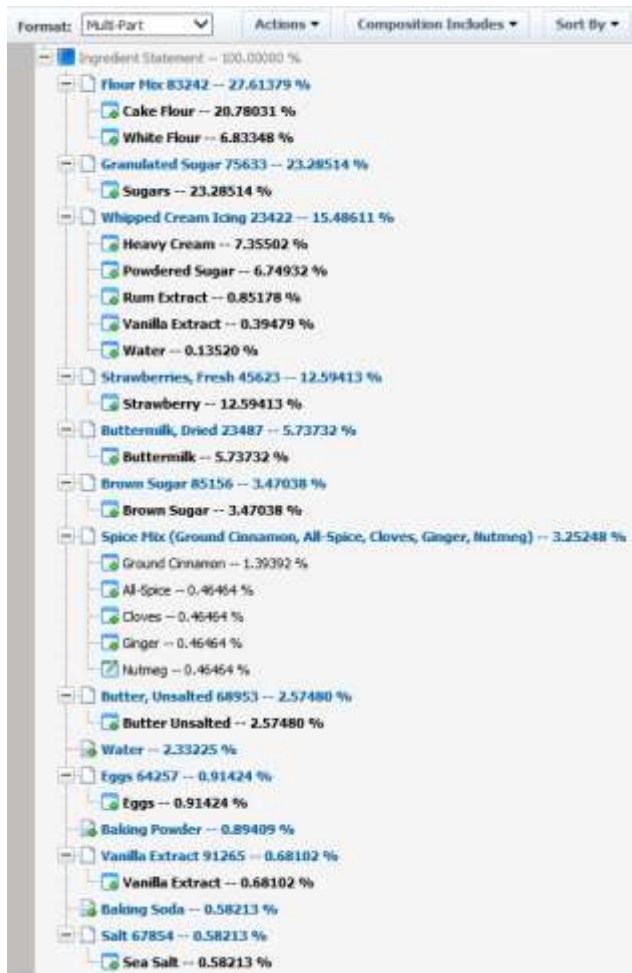 Format: Multi-Part Actions Composition Includes Sort By
Ingredient Statement -- 100.00000 %
Flour Mix 83242 -- 27.61379 %
Cake Flour -- 20.78031 %
White Flour -- 6.83348 %
Granulated Sugar 75633 -- 23.28514 %
Sugars -- 23.28514 %
Whipped Cream Icing 23422 -- 15.48611 %
Heavy Cream -- 7.35502 %
Powdered Sugar -- 6.74932 %
Rum Extract -- 0.85178 %
Vanilla Extract -- 0.39479 %
Water -- 0.13520 %
Strawberries, Fresh 45623 -- 12.59413 %
Strawberry -- 12.59413 %
Buttermilk, Dried 23487 -- 5.73732 %
Buttermilk -- 5.73732 %
Brown Sugar 85156 -- 3.47038 %
Brown Sugar -- 3.47038 %
Spice Mix (Ground Cinnamon, All-Spice, Cloves, Ginger, Nutmeg) -- 3.25248 %
Ground Cinnamon -- 1.39392 %
All-Spice -- 0.46464 %
Cloves -- 0.46464 %
Ginger -- 0.46464 %
Nutmeg -- 0.46464 %
Butter, Unsalted 68953 -- 2.57480 %
Butter Unsalted -- 2.57480 %
Water -- 2.33225 %
Eggs 64257 -- 0.91424 %
Eggs -- 0.91424 %
Baking Powder -- 0.89409 %
Vanilla Extract 91265 -- 0.68102 %
Vanilla Extract -- 0.68102 %
Baking Soda -- 0.58213 %
Salt 67854 -- 0.58213 %
Sea Salt -- 0.58213 %